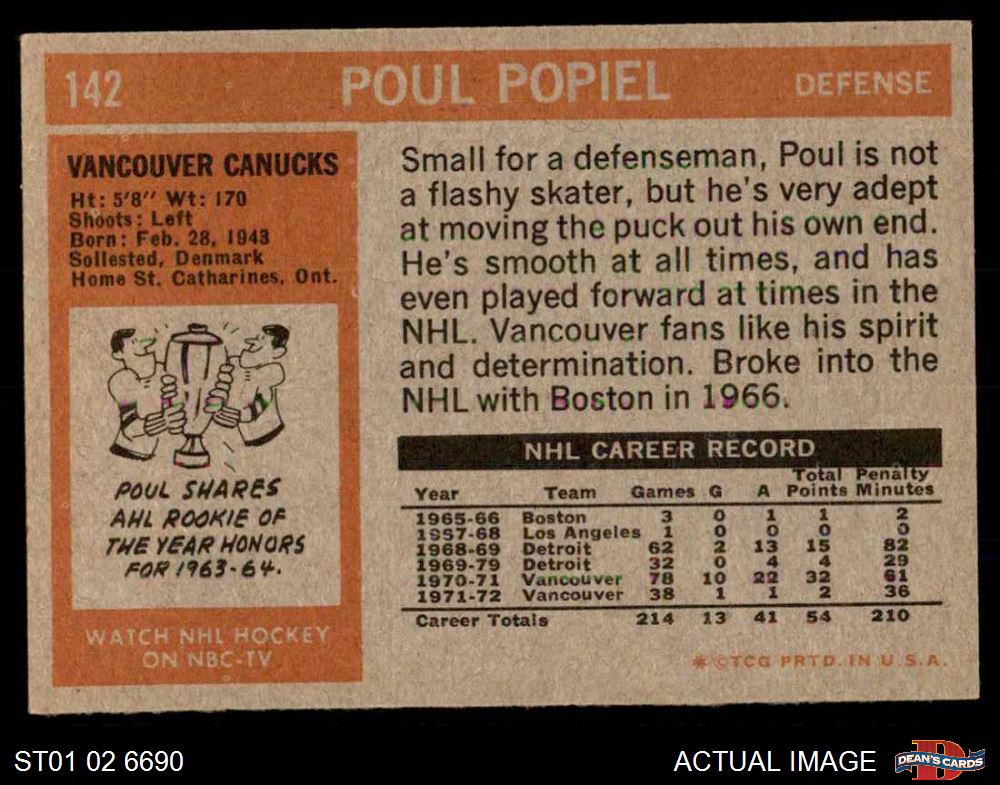 142 POUL POPIEL DEFENSE
VANCOUVER CANUCKS
Ht: 5'8" Wt: 170
Shoots: Left
Born: Feb. 28, 1943
Sollested, Denmark
Home St. Catharines, Ont.
POUL SHARES
AHL ROOKIE OF
THE YEAR HONORS
FOR 1963-64.
WATCH NHL HOCKEY
ON NBC-TV
Small for a defenseman, Poul is not
a flashy skater, but he's very adept
at moving the puck out his own end.
He's smooth at all times, and has
even played forward at times in the
NHL. Vancouver fans like his spirit
and determination. Broke into the
NHL with Boston in 1966.
NHL CAREER RECORD
Total Penalty
Year Team Games G A Points Minutes
1965-66 Boston 3 0 1 1 2
1967-68 Los Angeles 1 0 0 0 0
1968-69 Detroit 62 2 13 15 82
1969-79 Detroit 32 0 4 4 29
1970-71 Vancouver 78 10 22 32 61
1971-72 Vancouver 38 1 1 2 36
Career Totals 214 13 41 54 210
*©TCG PRTD. IN U.S.A.
ST01 02 6690 ACTUAL IMAGE DEAN'S CARDS